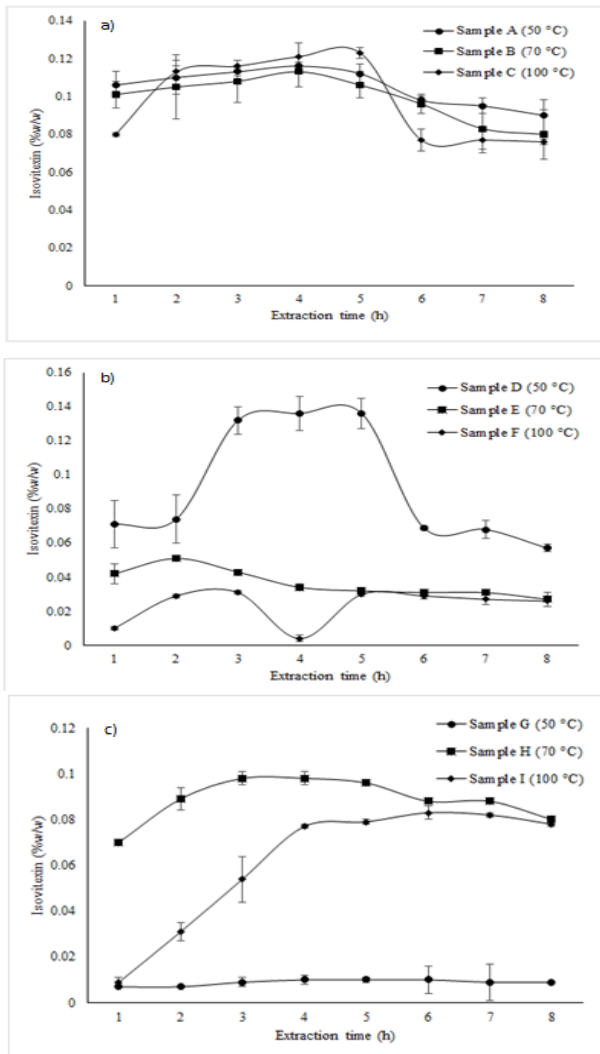 a)
Sample A (50 °C)
Sample B (70 °C)
Sample C (100 °C)
Isovitexin (%w/w)
0.14
0.12
0.1
0.08
0.06
0.04
0.02
0
1 2 3 4 5 6 7 8
Extraction time (h)
b)
Sample D (50 °C)
Sample E (70 °C)
Sample F (100 °C)
Isovitexin (%w/w)
0.16
0.14
0.12
0.1
0.08
0.06
0.04
0.02
0
1 2 3 4 5 6 7 8
Extraction time (h)
c)
Sample G (50 °C)
Sample H (70 °C)
Sample I (100 °C)
Isovitexin (%w/w)
0.12
0.1
0.08
0.06
0.04
0.02
0
1 2 3 4 5 6 7 8
Extraction time (h)